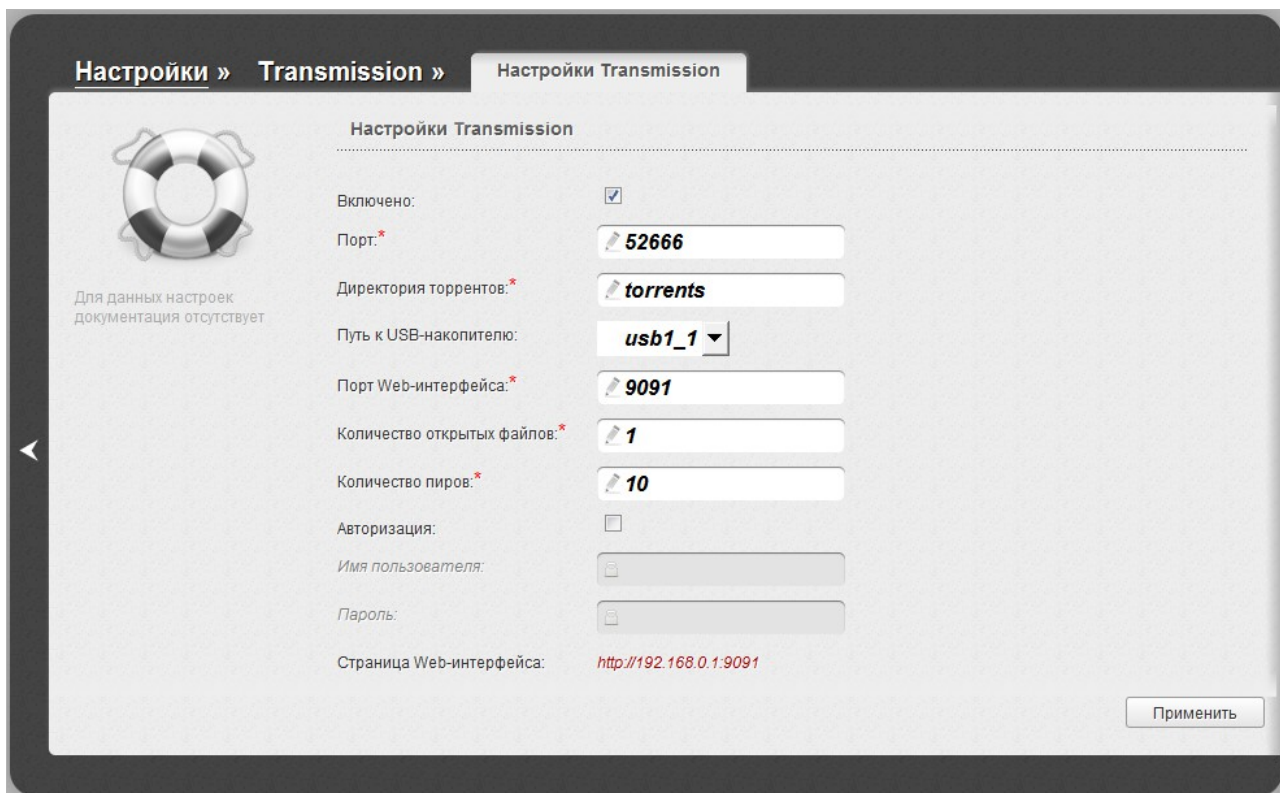 Настройки » Transmission » Настройки Transmission
Настройки Transmission
Для данных настроек
документация отсутствует
Включено:
Порт:* 52666
Директория торрентов:* torrents
Путь к USB-накопителю: usb1_1
Порт Web-интерфейса:* 9091
Количество открытых файлов:* 1
Количество пиров:* 10
Авторизация:
Имя пользователя:
Пароль:
Страница Web-интерфейса: http://192.168.0.1:9091
Применить